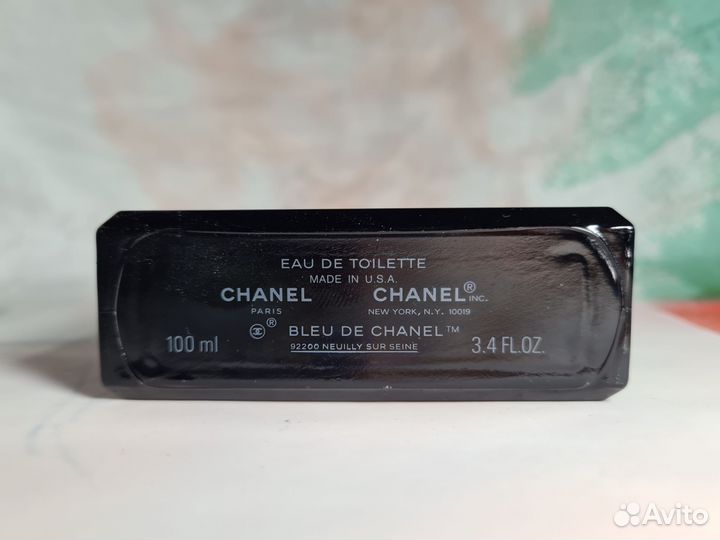 EAU DE TOILETTE
MADE IN U.S.A.
CHANEL CHANEL® INC.
PARIS NEW YORK, N.Y. 10019
® BLEU DE CHANEL™
100 ml 92200 NEUILLY SUR SEINE 3.4 FL.OZ.
Avito